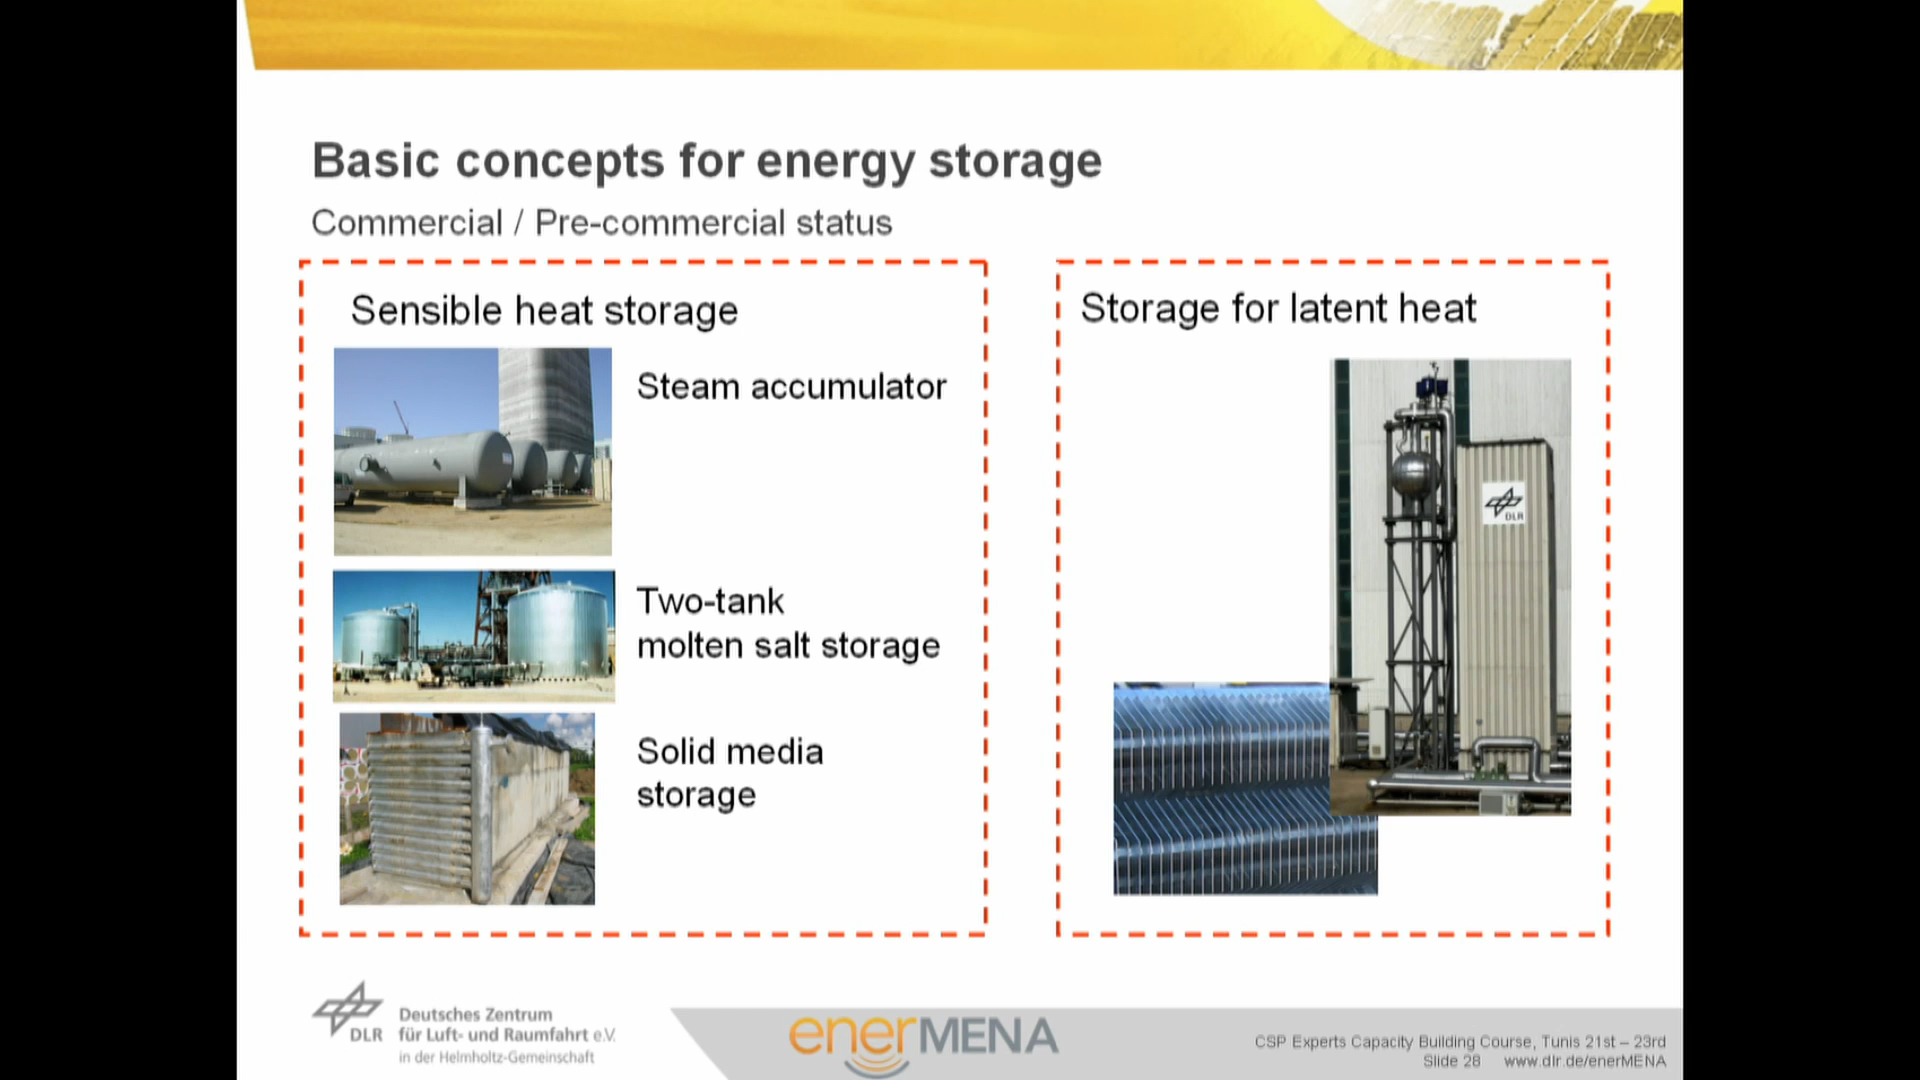 Basic concepts for energy storage
Commercial / Pre-commercial status
Sensible heat storage
Steam accumulator
Two-tank
molten salt storage
Solid media
storage
Storage for latent heat
DLR
DLR
Deutsches Zentrum
für Luft- und Raumfahrt e.V.
in der Helmholtz-Gemeinschaft
enerMENA
CSP Experts Capacity Building Course, Tunis 21st – 23rd
Slide 28 www.dlr.de/enerMENA